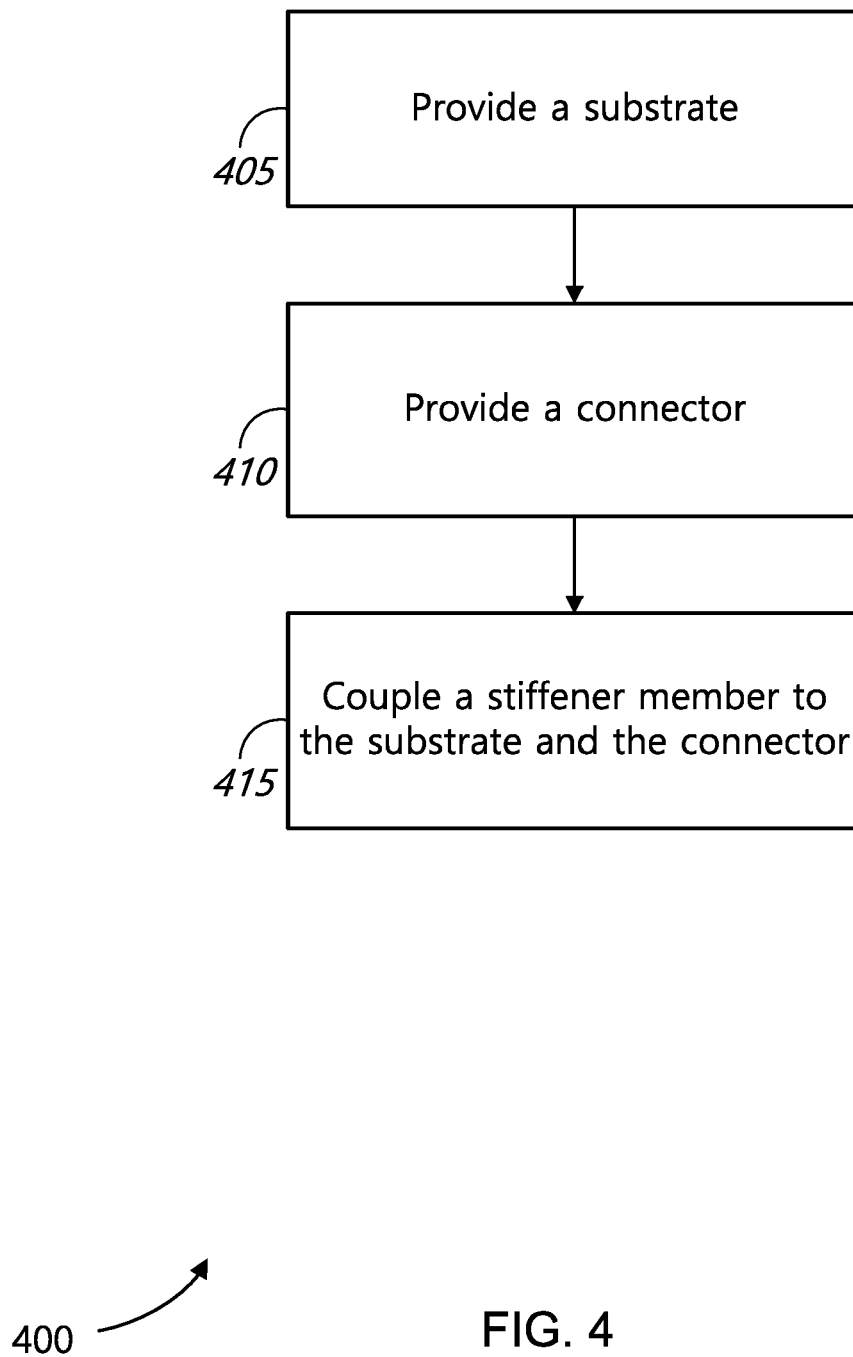 Provide a substrate
405
Provide a connector
410
Couple a stiffener member to
the substrate and the connector
415
400
FIG. 4